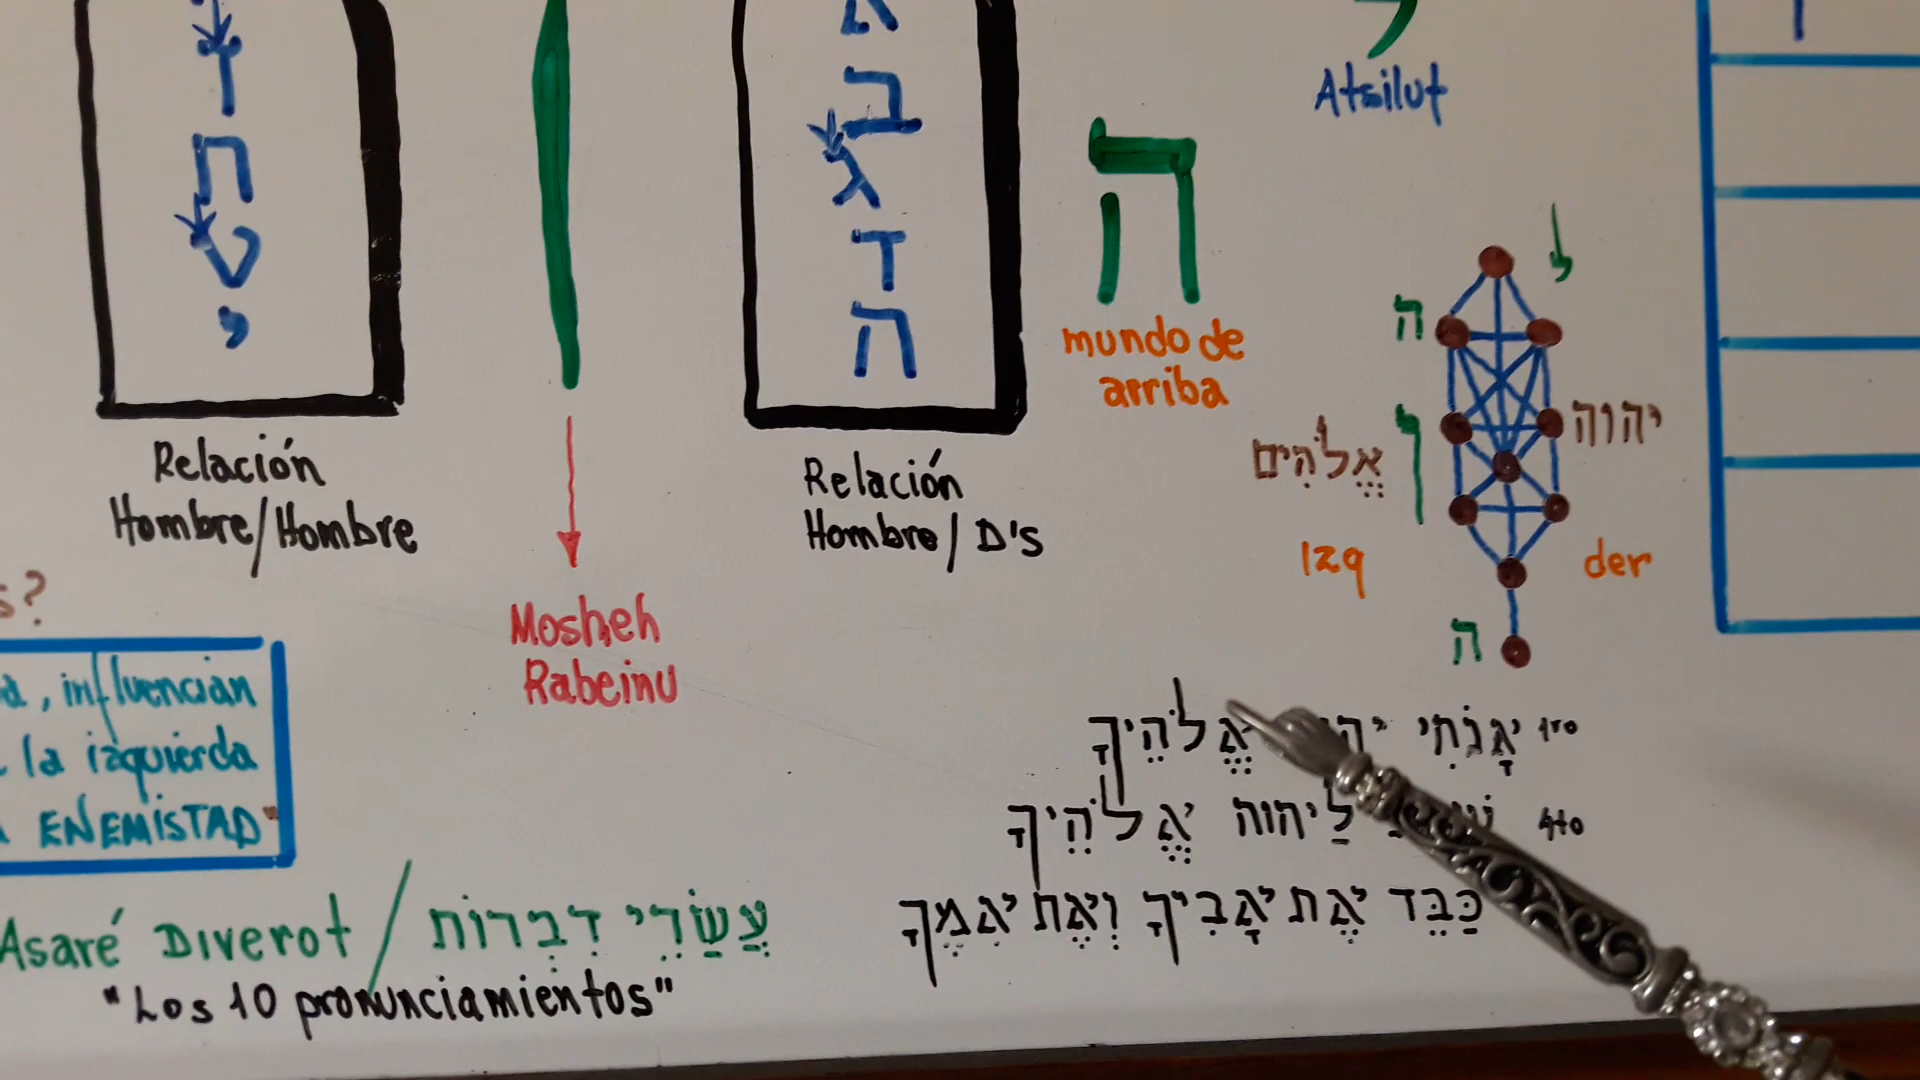 ז
ח
ט
י
Relación
Hombre/Hombre
Mosheh
Rabeinu
א
ב
ג
ד
ה
Relación
Hombre/D's
ה
mundo de
arriba
Atsilut
ה
ו
ה
אֱלֹהִים
יהוה
Izq
der
s?
, influencian
la izquierda
ENEMISTAD"
Asaré Diverot / עֲשֶׂרֶי דִבְרוֹת
"Los 10 pronunciamientos"
אָנֹכִי אֱלֹהֶיךָ
4to לַיהוה אֱלֹהֶיךָ
כַּבֵּד אֶת אָבִיךָ וְאֶת אִמֶּךָ